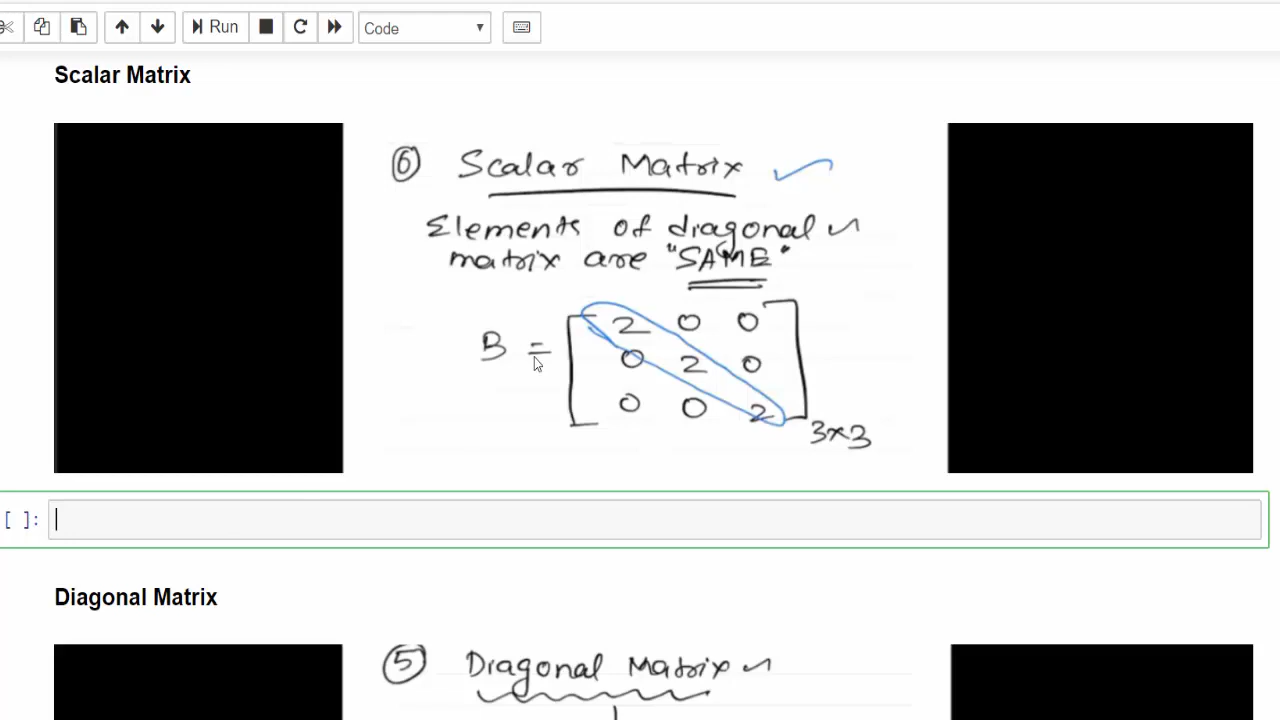 Run Code
Scalar Matrix
6 Scalar Matrix
Elements of diagonal
matrix are "SAME"
B = 2 0 0
0 2 0
0 0 2
3x3
[ ]:
Diagonal Matrix
5 Diagonal Matrix